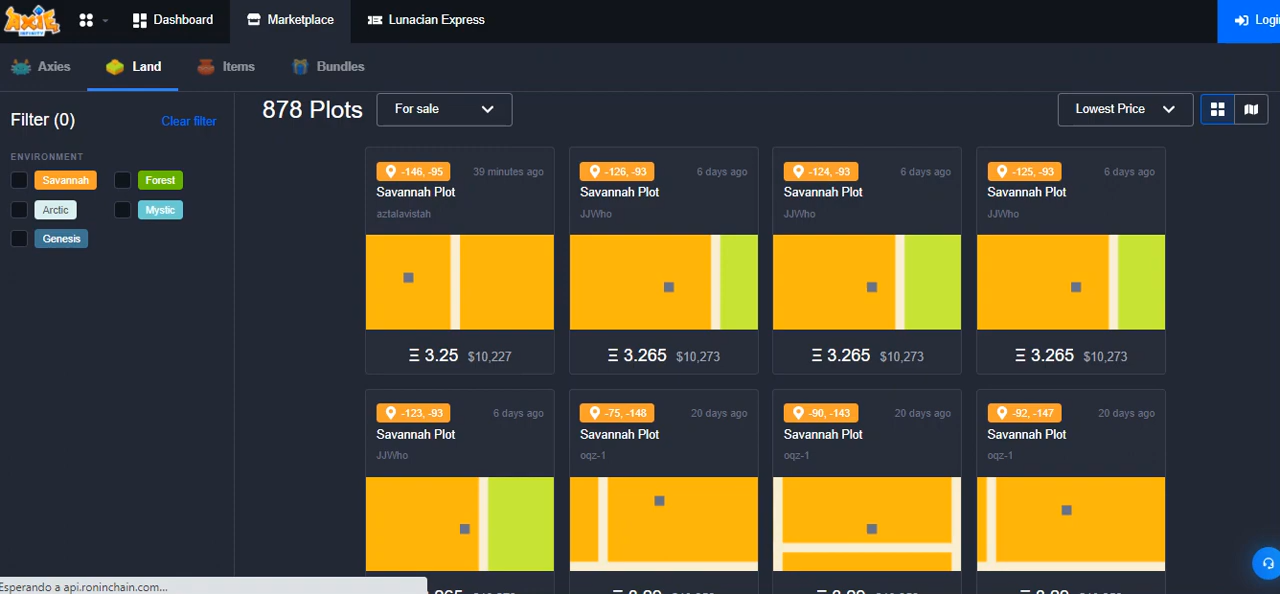 AXIE
INFINITY
Dashboard
Marketplace
Lunacian Express
Axies
Land
Items
Bundles
Filter (0)
Clear filter
878 Plots
For sale
Lowest Price
ENVIRONMENT
Savannah
Forest
Arctic
Mystic
Genesis
-146, -95
39 minutes ago
Savannah Plot
aztalavistah
Ξ 3.25 $10,227
-126, -93
6 days ago
Savannah Plot
JJWho
Ξ 3.265 $10,273
-124, -93
6 days ago
Savannah Plot
JJWho
Ξ 3.265 $10,273
-125, -93
6 days ago
Savannah Plot
JJWho
Ξ 3.265 $10,273
-123, -93
6 days ago
Savannah Plot
JJWho
-75, -148
20 days ago
Savannah Plot
oqz-1
-90, -143
20 days ago
Savannah Plot
oqz-1
-92, -147
20 days ago
Savannah Plot
oqz-1
Esperando a api.roninchain.com...